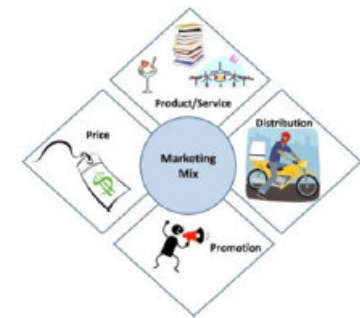 Product/Service
Price
Distribution
Marketing
Mix
Promotion